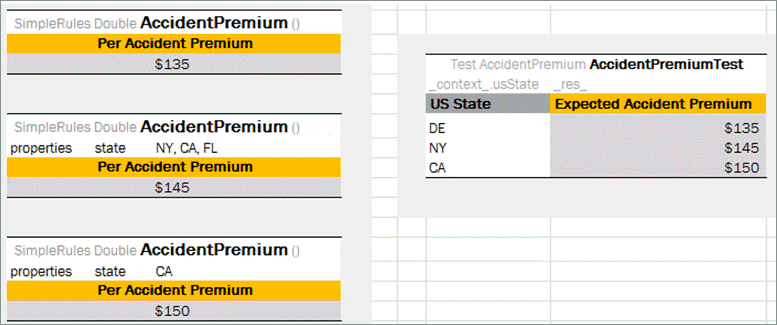 SimpleRules Double AccidentPremium ()
Per Accident Premium
$135
SimpleRules Double AccidentPremium ()
properties state NY, CA, FL
Per Accident Premium
$145
SimpleRules Double AccidentPremium ()
properties state CA
Per Accident Premium
$150
Test AccidentPremium AccidentPremiumTest
_context_.usState _res_
US State Expected Accident Premium
DE $135
NY $145
CA $150